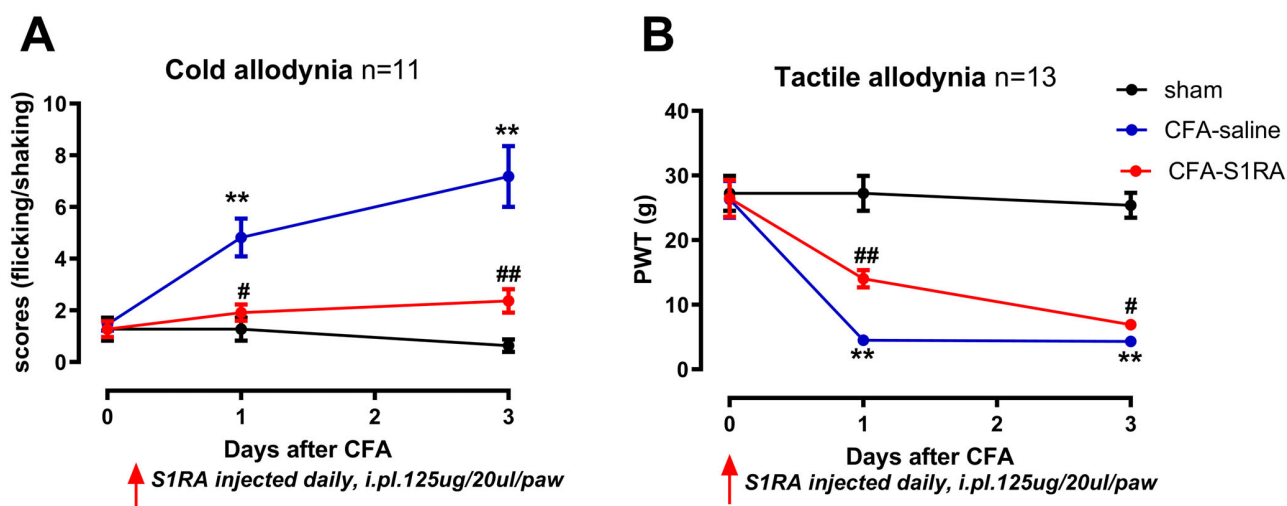 A
Cold allodynia n=11
scores (flicking/shaking)
10
8
6
4
2
0
**
**
#
##
0 1 2 3
Days after CFA
S1RA injected daily, i.pl.125ug/20ul/paw
B
Tactile allodynia n=13
PWT (g)
40
30
20
10
0
##
#
**
**
0 1 2 3
Days after CFA
S1RA injected daily, i.pl.125ug/20ul/paw
sham
CFA-saline
CFA-S1RA